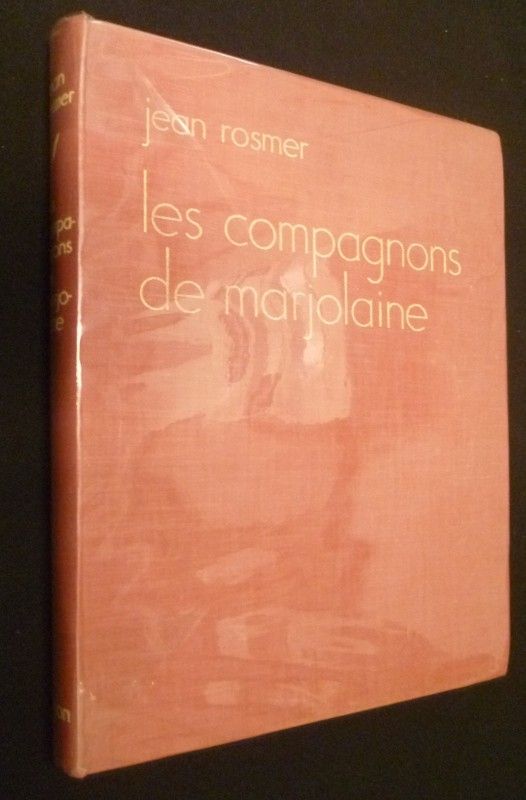 jean rosmer
les compagnons
de marjolaine